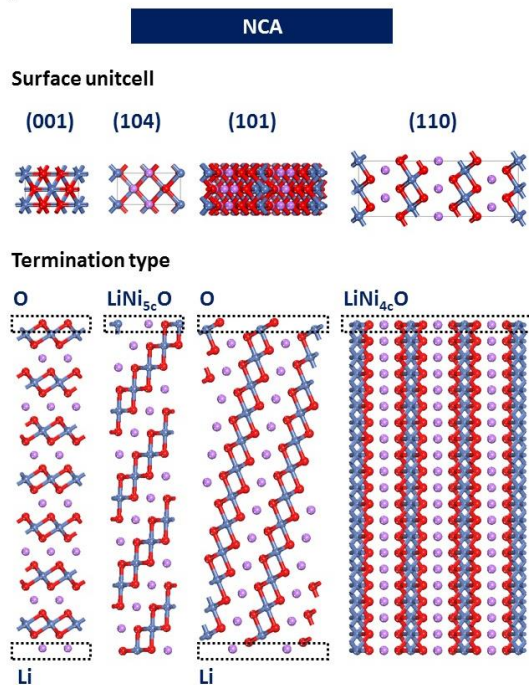 NCA
Surface unitcell
(001) (104) (101) (110)
Termination type
O LiNi5cO O LiNi4cO
Li Li